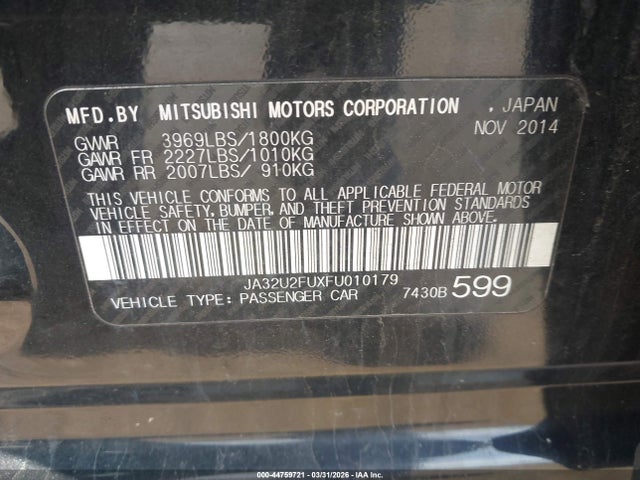 MFD.BY MITSUBISHI MOTORS CORPORATION . JAPAN
NOV 2014
GVWR 3969LBS/1800KG
GAWR FR 2227LBS/1010KG
GAWR RR 2007LBS/ 910KG
THIS VEHICLE CONFORMS TO ALL APPLICABLE FEDERAL MOTOR
VEHICLE SAFETY, BUMPER, AND THEFT PREVENTION STANDARDS
IN EFFECT ON THE DATE OF MANUFACTURE SHOWN ABOVE.
JA32U2FUXFU010179
VEHICLE TYPE: PASSENGER CAR 7430B 599
000-44759721 - 03/31/2026 - IAA Inc.